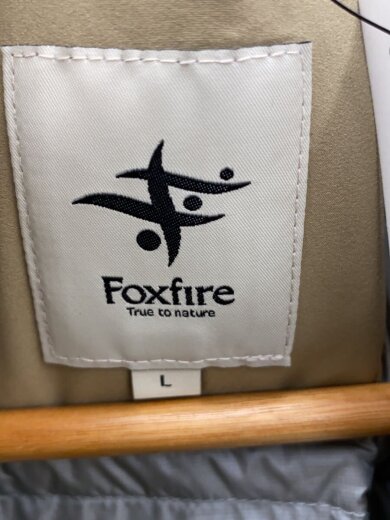 Foxfire
True to nature
L